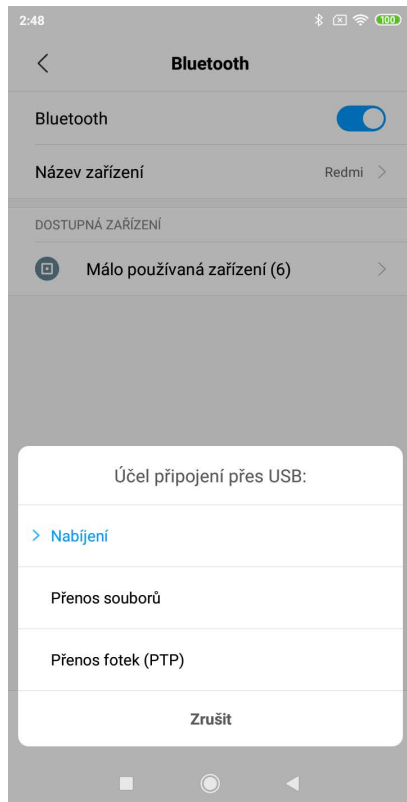 2:48
100
Bluetooth
Bluetooth
Název zařízení
Redmi
DOSTUPNÁ ZAŘÍZENÍ
Málo používaná zařízení (6)
Účel připojení přes USB:
Nabíjení
Přenos souborů
Přenos fotek (PTP)
Zrušit